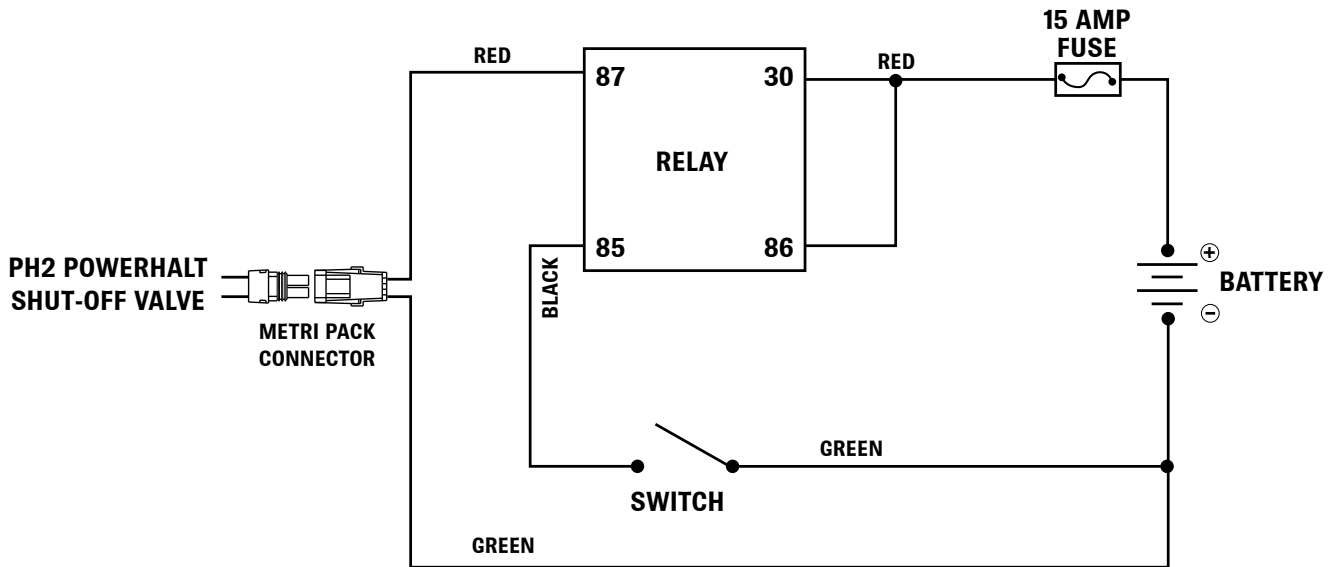 15 AMP
FUSE
RED
RED
87
30
RELAY
85
86
BLACK
PH2 POWERHALT
SHUT-OFF VALVE
METRI PACK
CONNECTOR
+
BATTERY
−
GREEN
SWITCH
GREEN